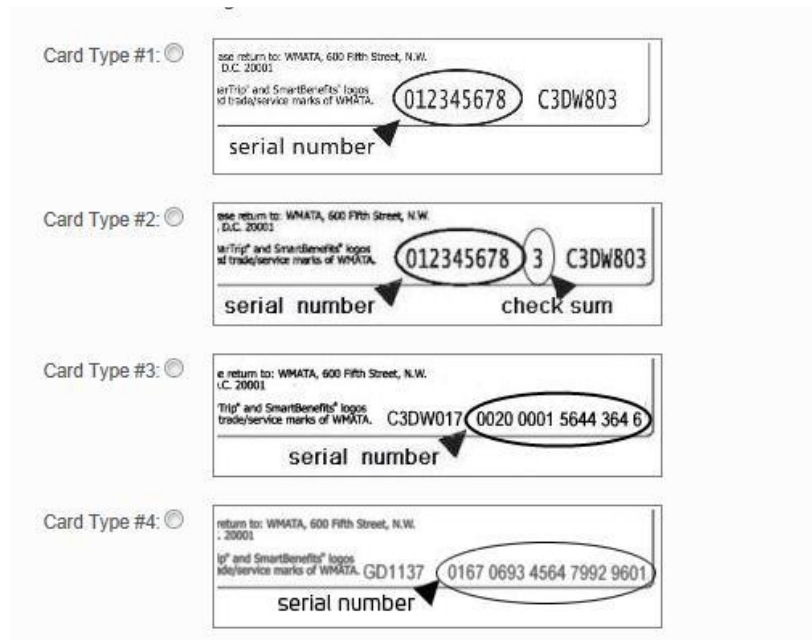 Card Type #1:
ase return to: WMATA, 600 Fifth Street, N.W.
D.C. 20001
arTrip® and SmartBenefits® logos
d trade/service marks of WMATA. 012345678 C3DW803
serial number
Card Type #2:
ase return to: WMATA, 600 Fifth Street, N.W.
, D.C. 20001
arTrip® and SmartBenefits® logos
d trade/service marks of WMATA. 012345678 3 C3DW803
serial number check sum
Card Type #3:
e return to: WMATA, 600 Fifth Street, N.W.
.C. 20001
Trip® and SmartBenefits® logos
trade/service marks of WMATA. C3DW017 0020 0001 5644 364 6
serial number
Card Type #4:
return to: WMATA, 600 Fifth Street, N.W.
. 20001
ip® and SmartBenefits® logos
ade/service marks of WMATA. GD1137 0167 0693 4564 7992 9601
serial number